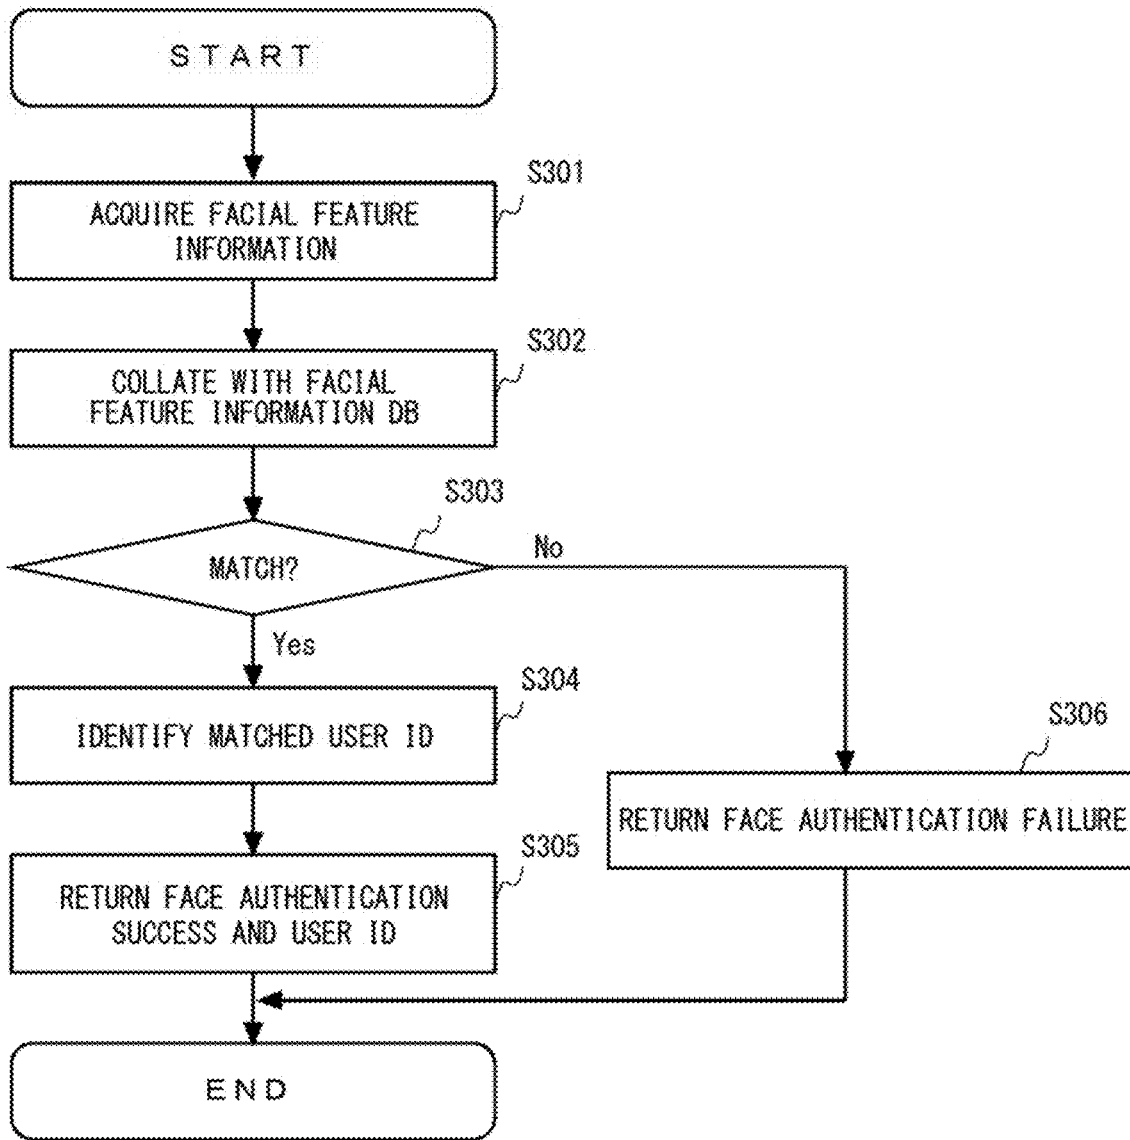 START
S301
ACQUIRE FACIAL FEATURE
INFORMATION
S302
COLLATE WITH FACIAL
FEATURE INFORMATION DB
S303
MATCH?
No
Yes
S304
IDENTIFY MATCHED USER ID
S306
RETURN FACE AUTHENTICATION FAILURE
S305
RETURN FACE AUTHENTICATION
SUCCESS AND USER ID
END